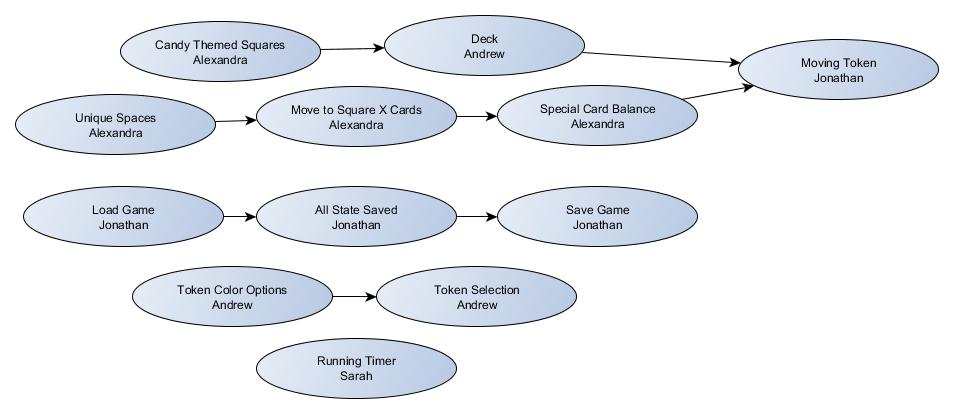 Candy Themed Squares
Alexandra
Deck
Andrew
Moving Token
Jonathan
Unique Spaces
Alexandra
Move to Square X Cards
Alexandra
Special Card Balance
Alexandra
Load Game
Jonathan
All State Saved
Jonathan
Save Game
Jonathan
Token Color Options
Andrew
Token Selection
Andrew
Running Timer
Sarah